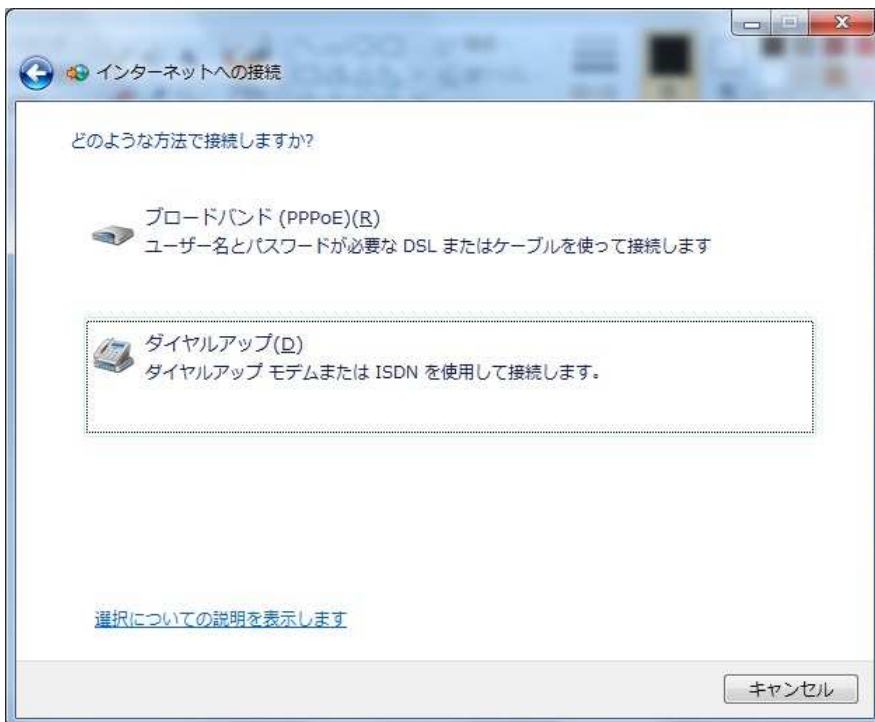 インターネットへの接続
どのような方法で接続しますか?
ブロードバンド (PPPoE)(R)
ユーザー名とパスワードが必要な DSL またはケーブルを使って接続します
ダイヤルアップ(D)
ダイヤルアップ モデムまたは ISDN を使用して接続します。
選択についての説明を表示します
キャンセル